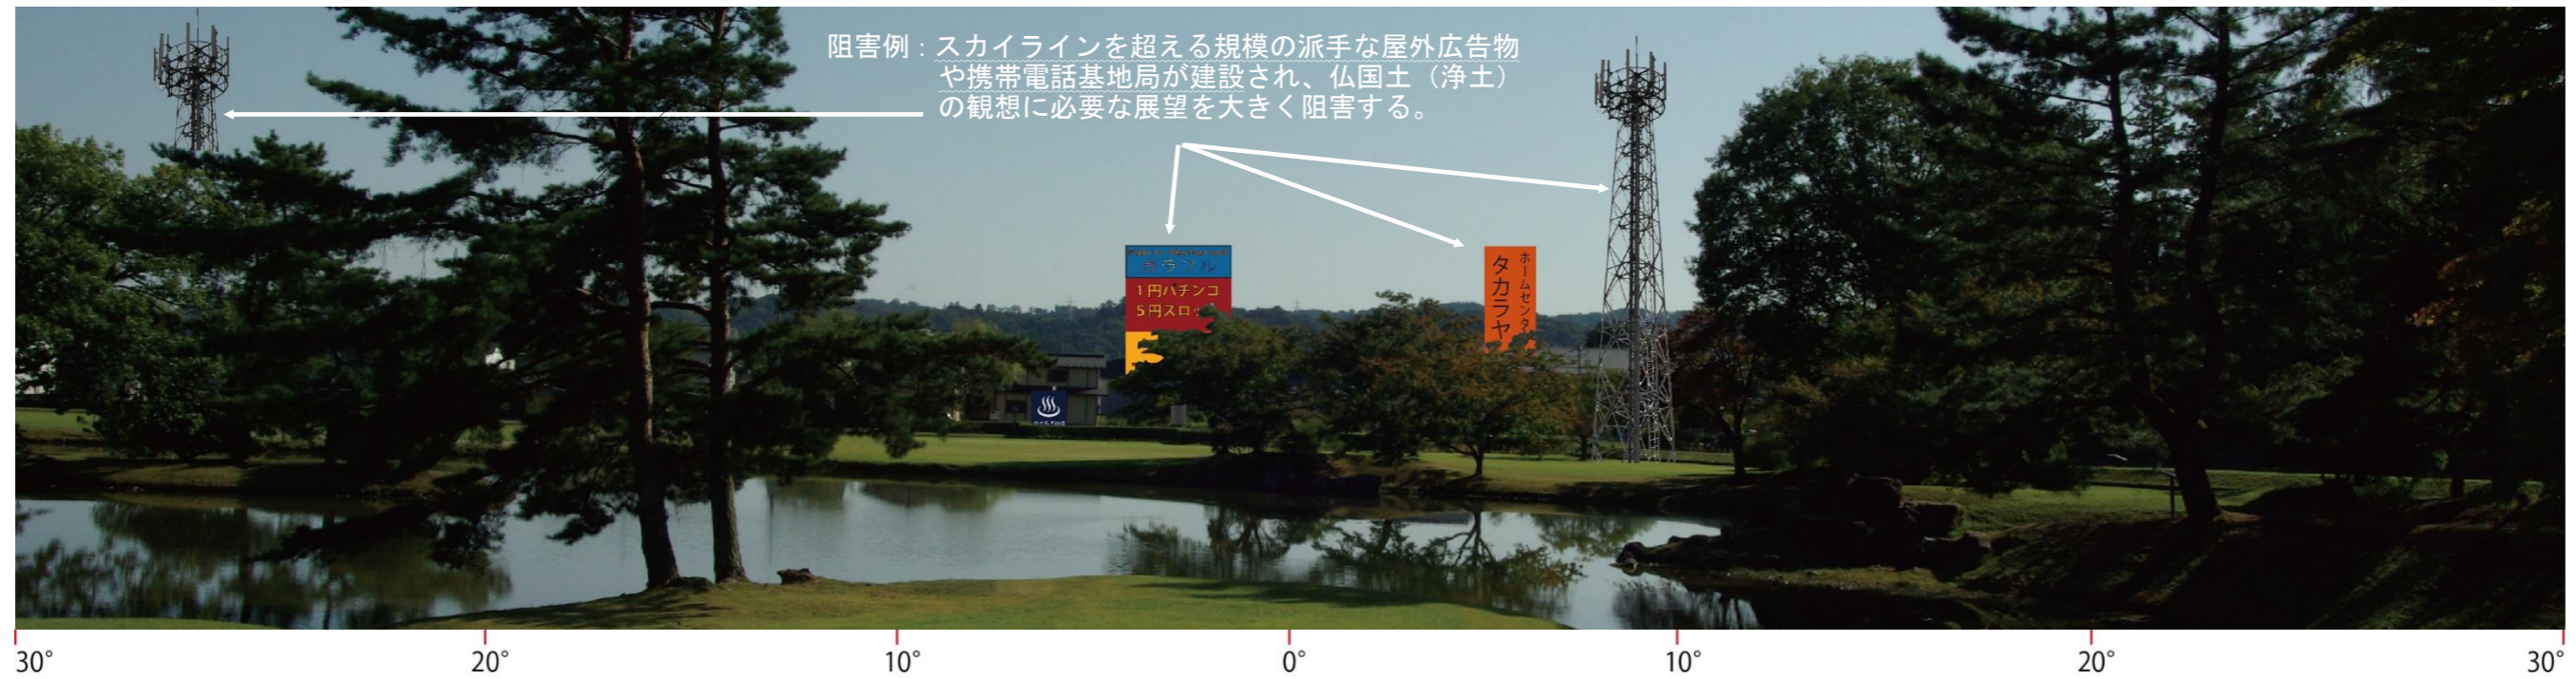 阻害例：スカイラインを超える規模の派手な屋外広告物
や携帯電話基地局が建設され、仏国土（浄土）
の観想に必要な展望を大きく阻害する。
カラフル
1円パチンコ
5円スロッ
ホームセンター
タカラヤ
30°
20°
10°
0°
10°
20°
30°